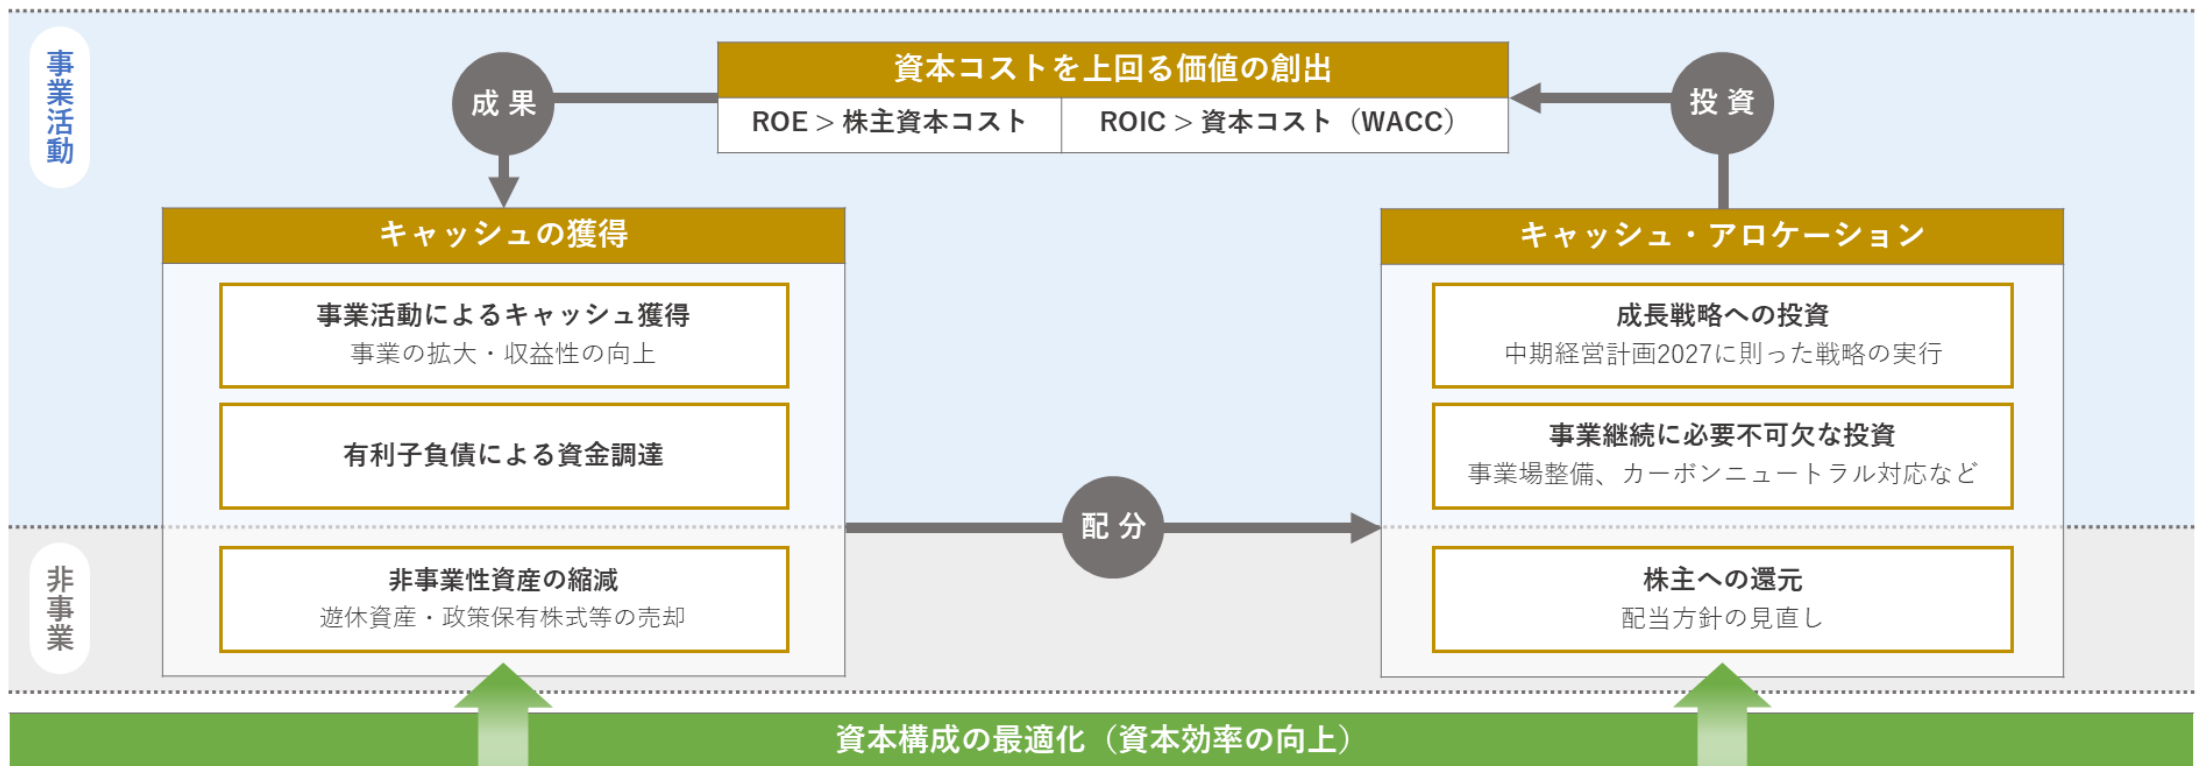 事業活動
成果
資本コストを上回る価値の創出
ROE > 株主資本コスト
ROIC > 資本コスト（WACC）
投資
キャッシュの獲得
事業活動によるキャッシュ獲得
事業の拡大・収益性の向上
有利子負債による資金調達
非事業性資産の縮減
遊休資産・政策保有株式等の売却
配分
キャッシュ・アロケーション
成長戦略への投資
中期経営計画2027に則った戦略の実行
事業継続に必要不可欠な投資
事業場整備、カーボンニュートラル対応など
株主への還元
配当方針の見直し
非事業
資本構成の最適化（資本効率の向上）